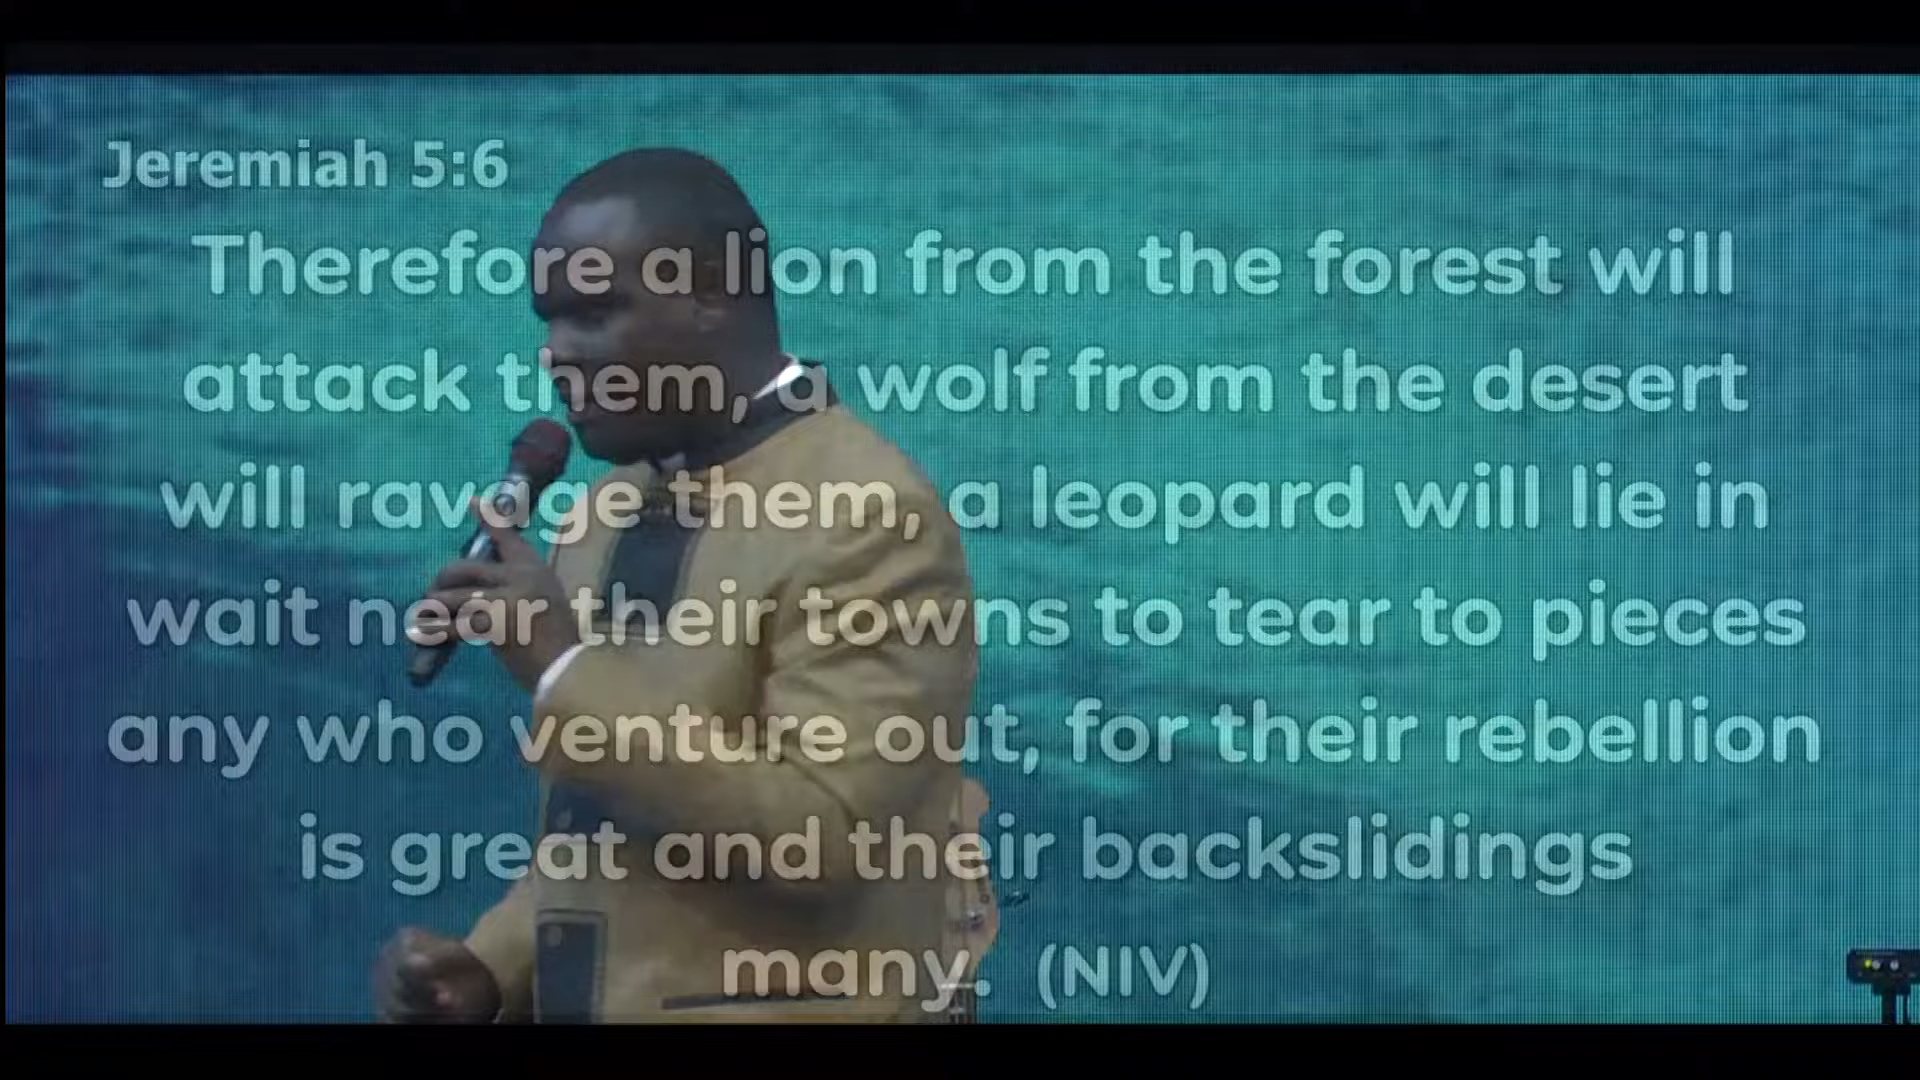 Jeremiah 5:6
Therefore a lion from the forest will
attack them, a wolf from the desert
will ravage them, a leopard will lie in
wait near their towns to tear to pieces
any who venture out, for their rebellion
is great and their backslidings
many. (NIV)